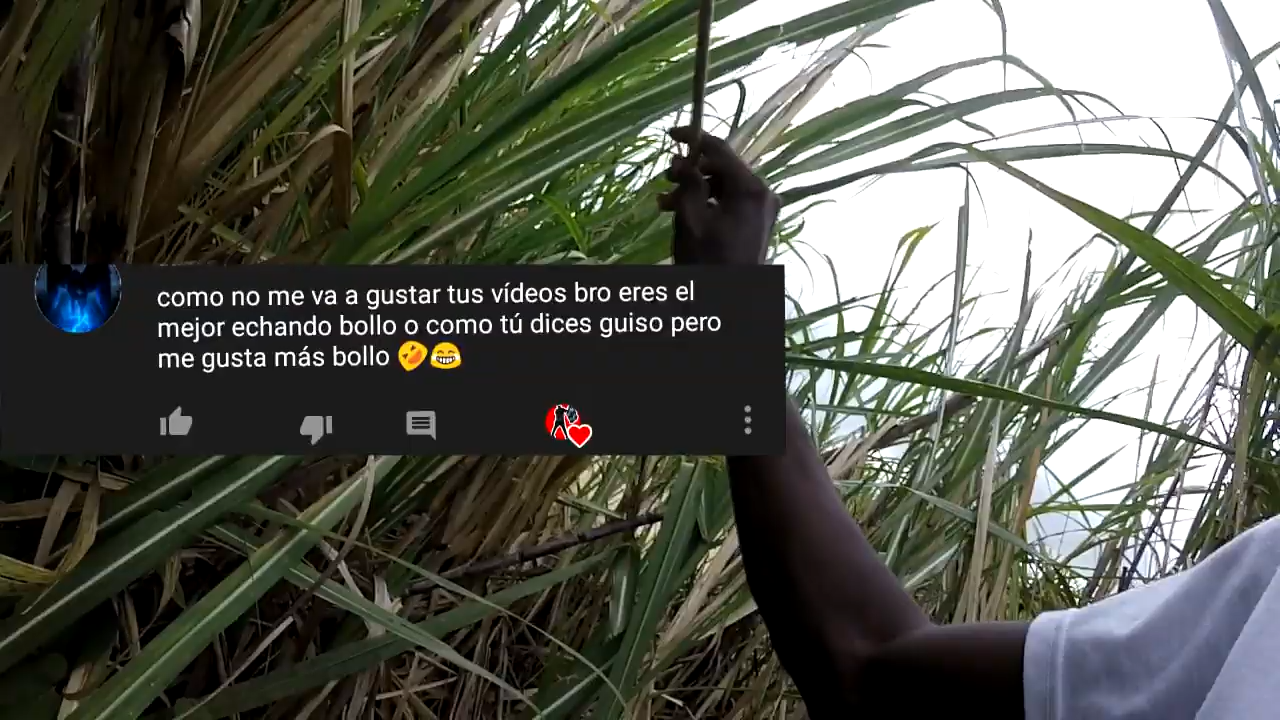 como no me va a gustar tus vídeos bro eres el
mejor echando bollo o como tú dices guiso pero
me gusta más bollo 🤣😂